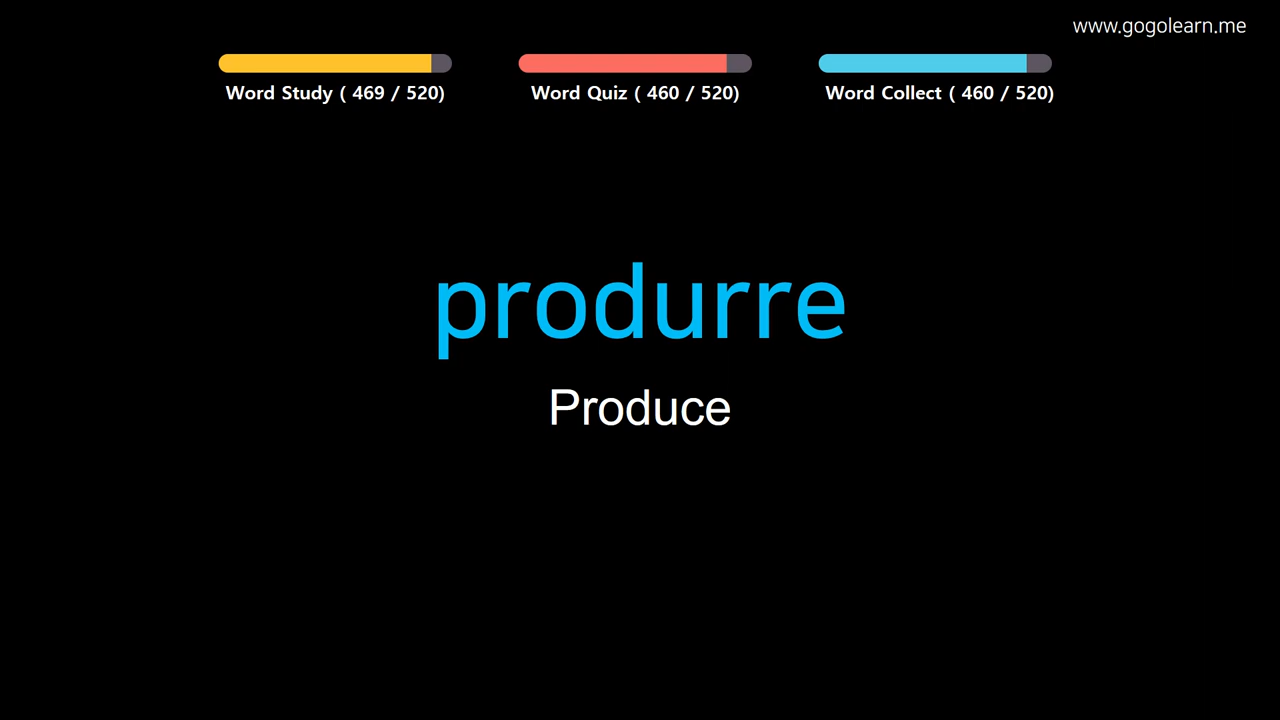 www.gogolearn.me
Word Study ( 469 / 520)
Word Quiz ( 460 / 520)
Word Collect ( 460 / 520)
produrre
Produce